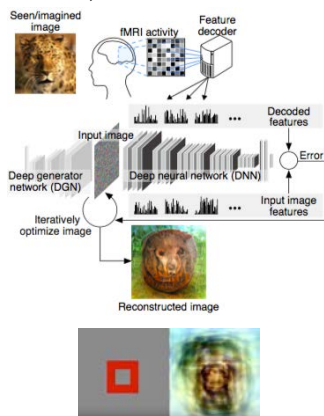 Seen/imagined
image
fMRI activity
Feature
decoder
Input image
Decoded
features
Error
Deep generator
network (DGN)
Deep neural network (DNN)
Iteratively
optimize image
Input image
features
Reconstructed image